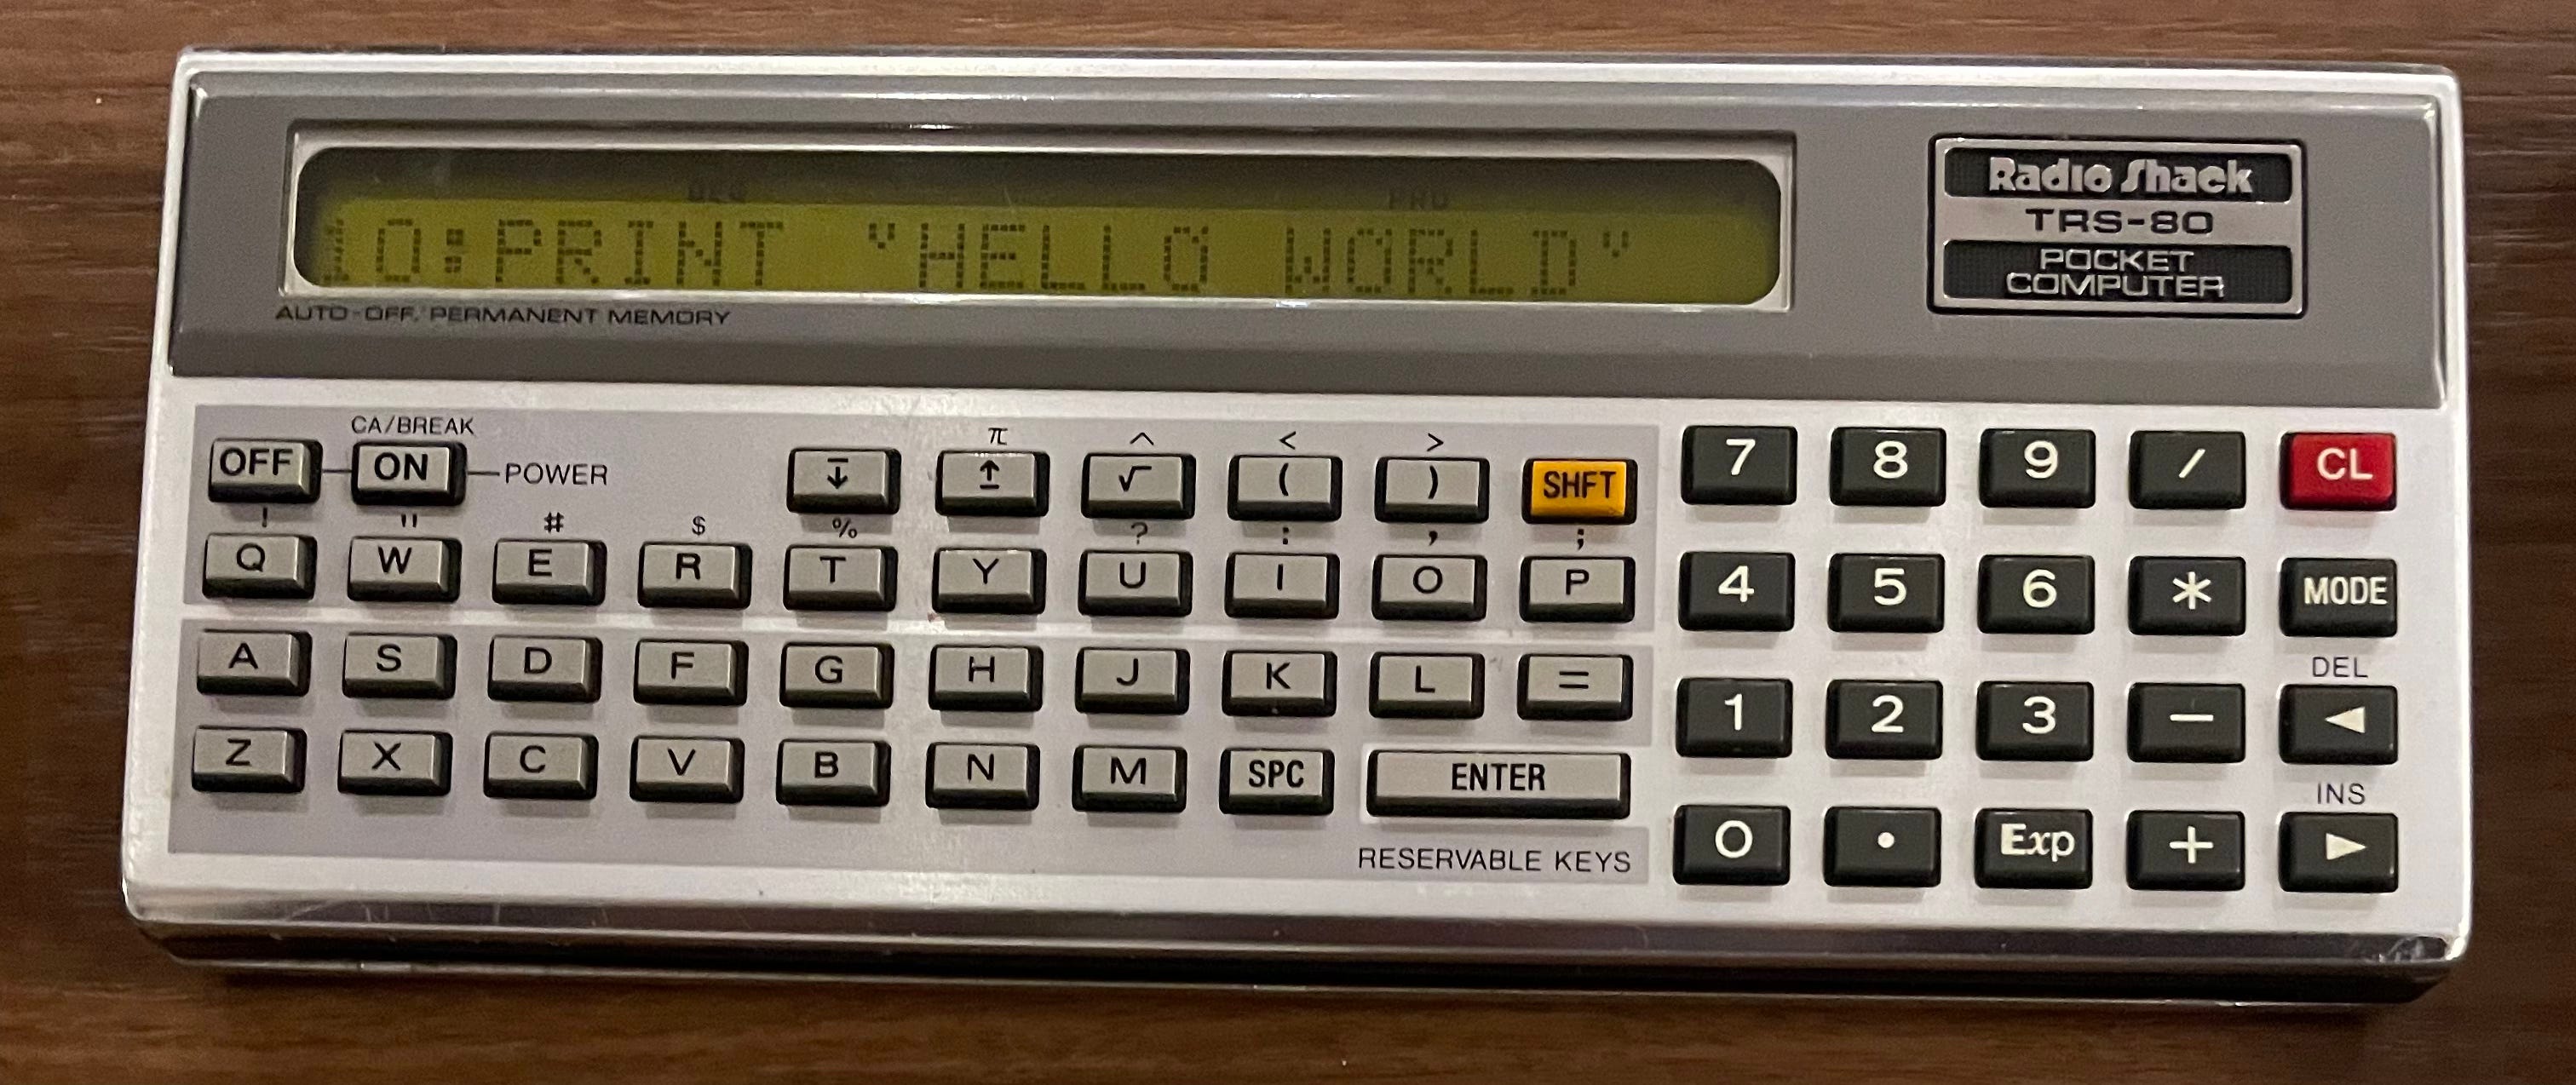 Radio Shack
TRS-80
POCKET
COMPUTER
DEG PRO
10:PRINT "HELLO WORLD"
AUTO-OFF, PERMANENT MEMORY
CA/BREAK
OFF ON POWER
π ^ < >
↓ ↑ √ ( ) SHFT
! " # $ % ? : , ;
Q W E R T Y U I O P
A S D F G H J K L =
Z X C V B N M SPC ENTER
RESERVABLE KEYS
7 8 9 / CL
4 5 6 * MODE
DEL
1 2 3 — ◄
INS
0 • Exp + ►